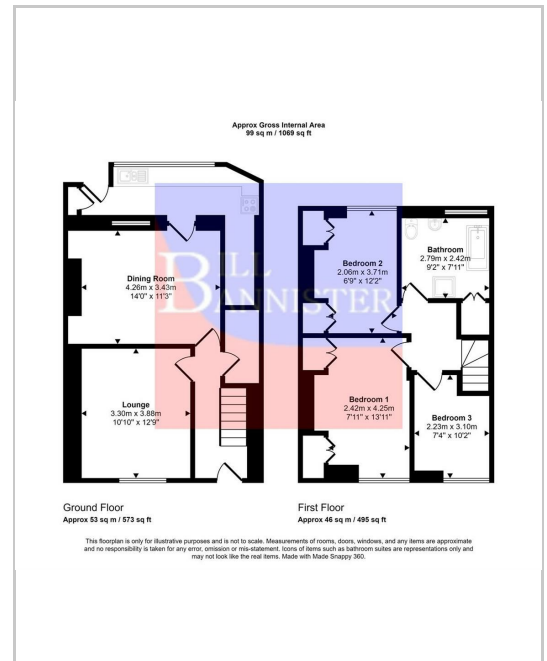 Approx Gross Internal Area
99 sq m / 1069 sq ft
Dining Room
4.26m x 3.43m
14'0" x 11'3"
Lounge
3.30m x 3.88m
10'10" x 12'9"
Bedroom 2
2.06m x 3.71m
6'9" x 12'2"
Bathroom
2.79m x 2.42m
9'2" x 7'11"
Bedroom 1
2.42m x 4.25m
7'11" x 13'11"
Bedroom 3
2.23m x 3.10m
7'4" x 10'2"
BILL
BANNISTER
Ground Floor
Approx 53 sq m / 573 sq ft
First Floor
Approx 46 sq m / 495 sq ft
This floorplan is only for illustrative purposes and is not to scale. Measurements of rooms, doors, windows, and any items are approximate
and no responsibility is taken for any error, omission or mis-statement. Icons of items such as bathroom suites are representations only and
may not look like the real items. Made with Made Snappy 360.